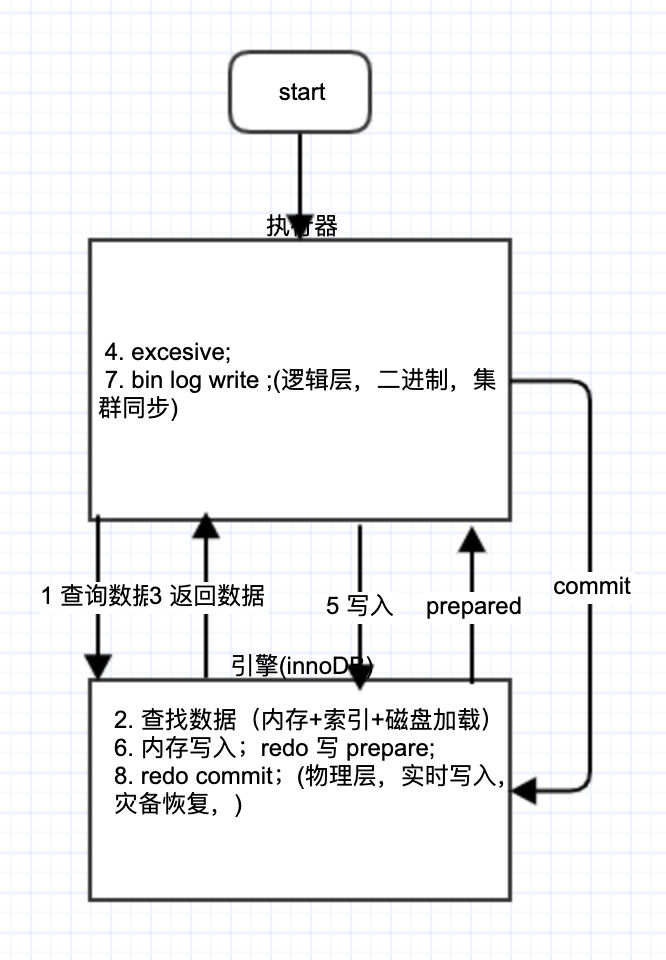 start
执行器
4. excesive;
7. bin log write ;(逻辑层，二进制，集
群同步)
1 查询数据
3 返回数据
5 写入
prepared
commit
引擎(innoDB)
2. 查找数据（内存+索引+磁盘加载）
6. 内存写入；redo 写 prepare;
8. redo commit；(物理层，实时写入，
灾备恢复，)